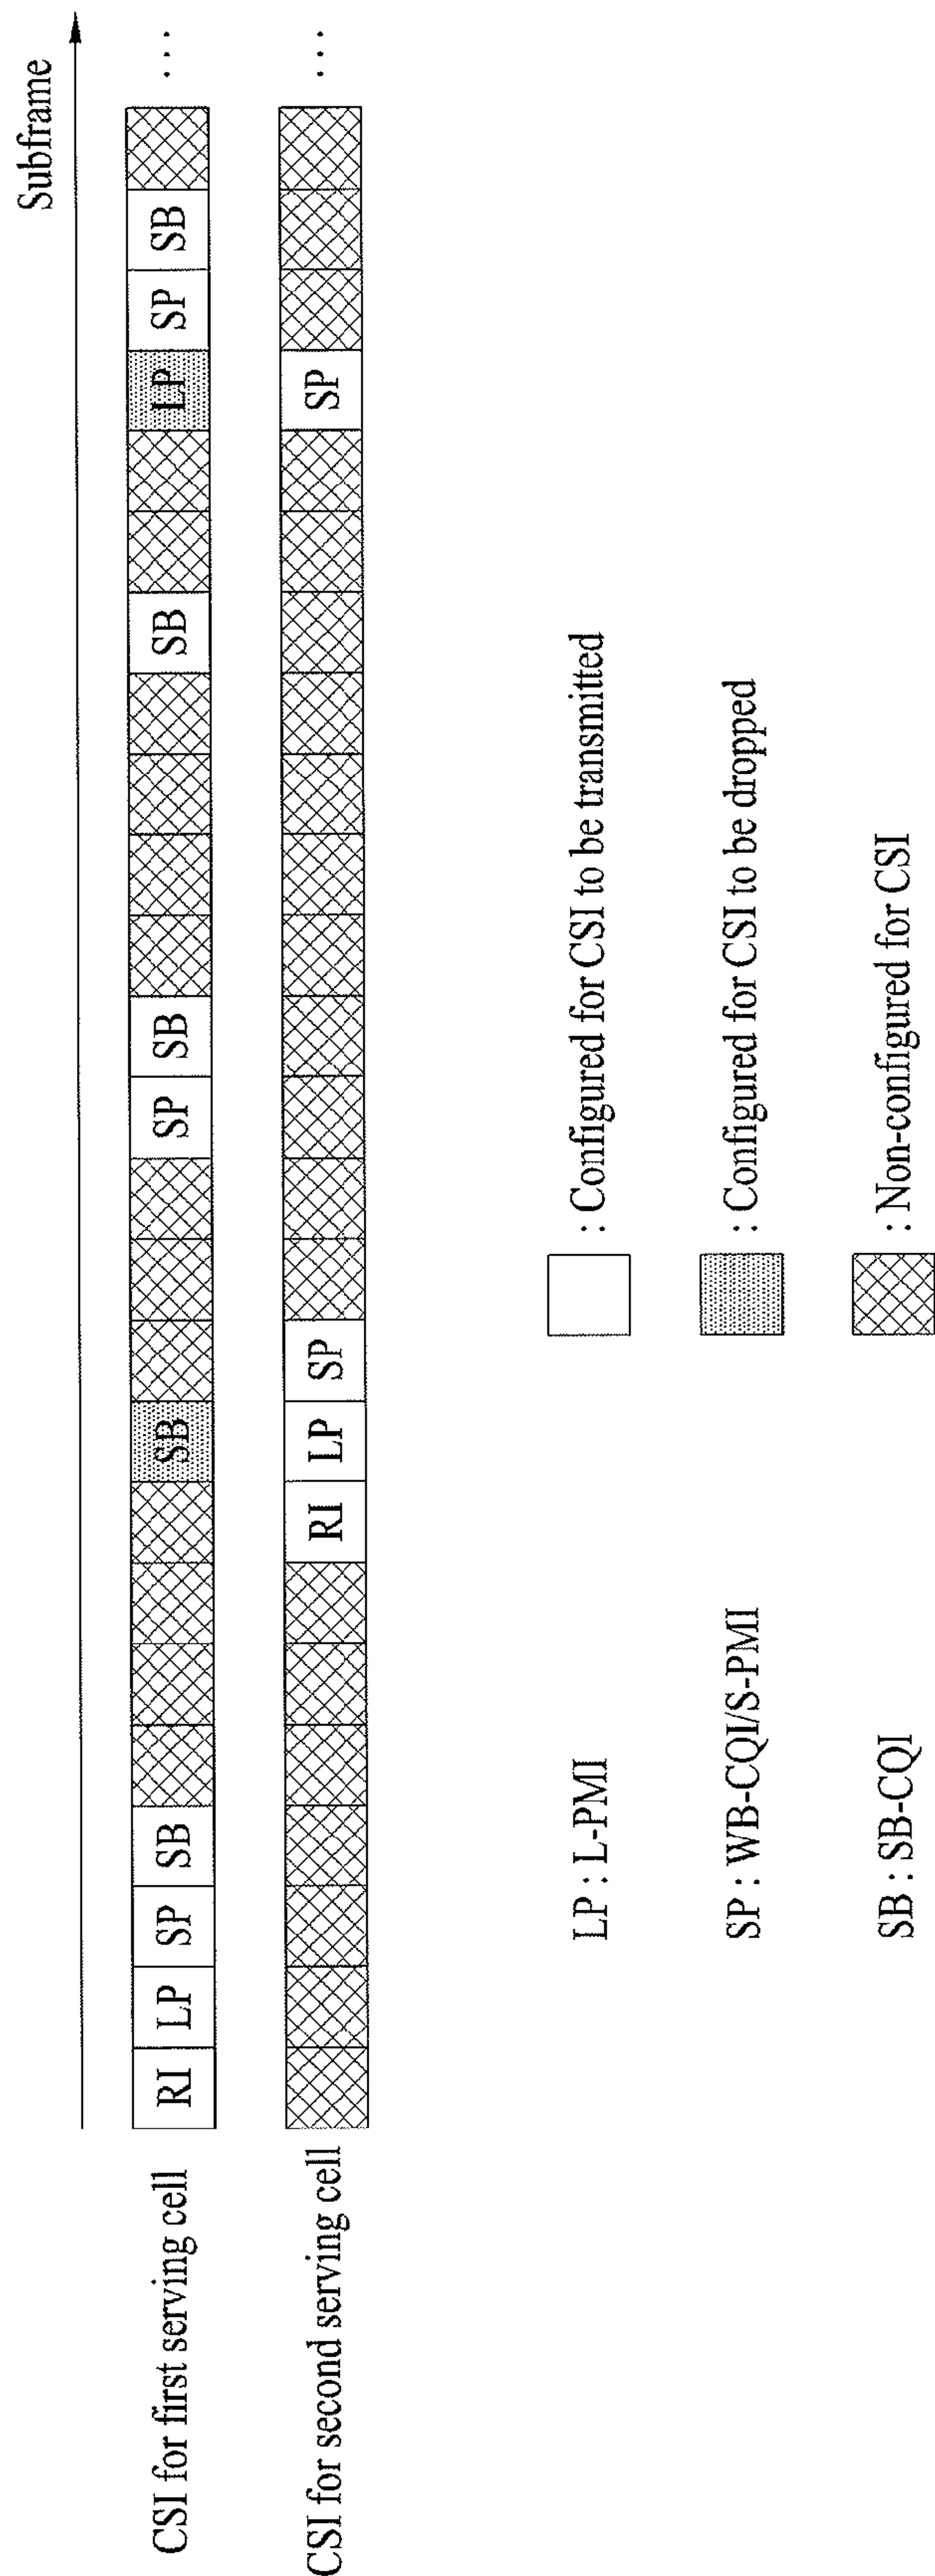 Subframe
CSI for first serving cell RI LP SP SB SB SP SB SB LP SP SB ...
CSI for second serving cell RI LP SP SP ...
LP : L-PMI
SP : WB-CQI/S-PMI
SB : SB-CQI
: Configured for CSI to be transmitted
: Configured for CSI to be dropped
: Non-configured for CSI